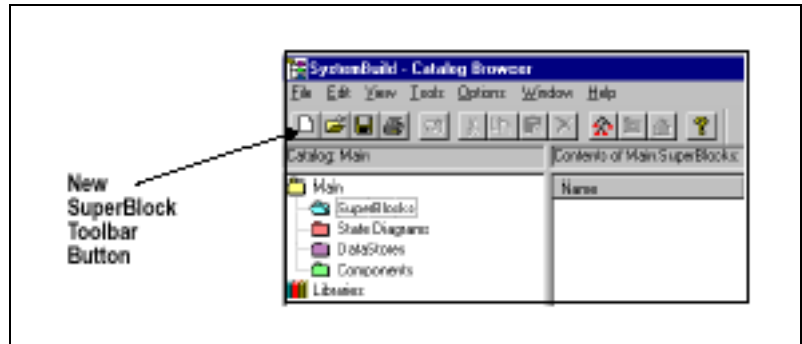 SystemBuild - Catalog Browser
File Edit View Tools Options Window Help
Catalog: Main
Contents of Main:SuperBlocks:
Main
Name
SuperBlocks
State Diagrams
DataStores
Components
Libraries
New
SuperBlock
Toolbar
Button